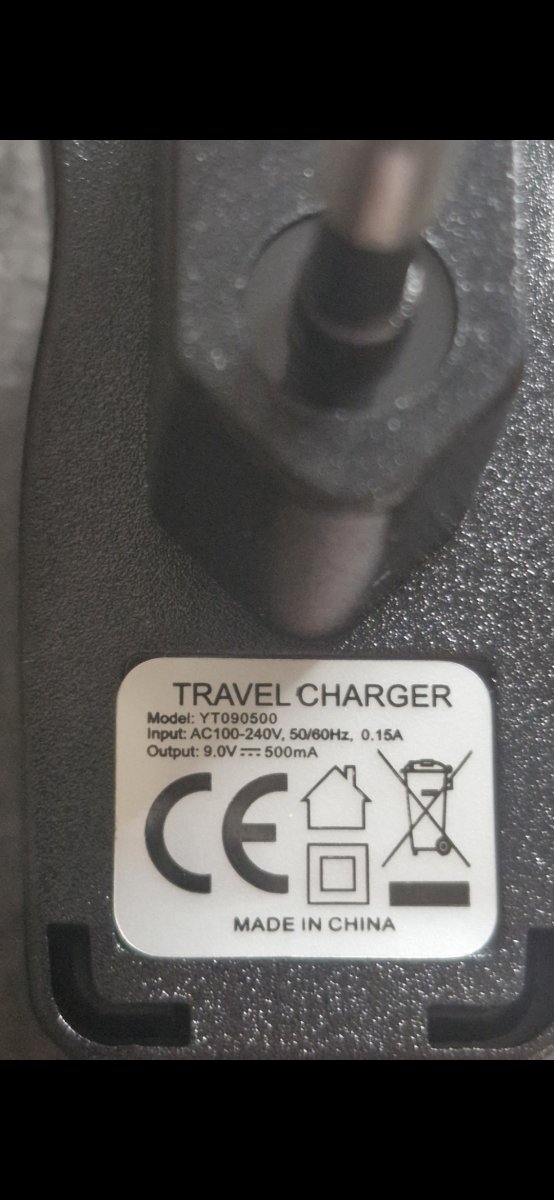 TRAVEL CHARGER
Model: YT090500
Input: AC100-240V, 50/60Hz, 0.15A
Output: 9.0V⎓500mA
CE
MADE IN CHINA